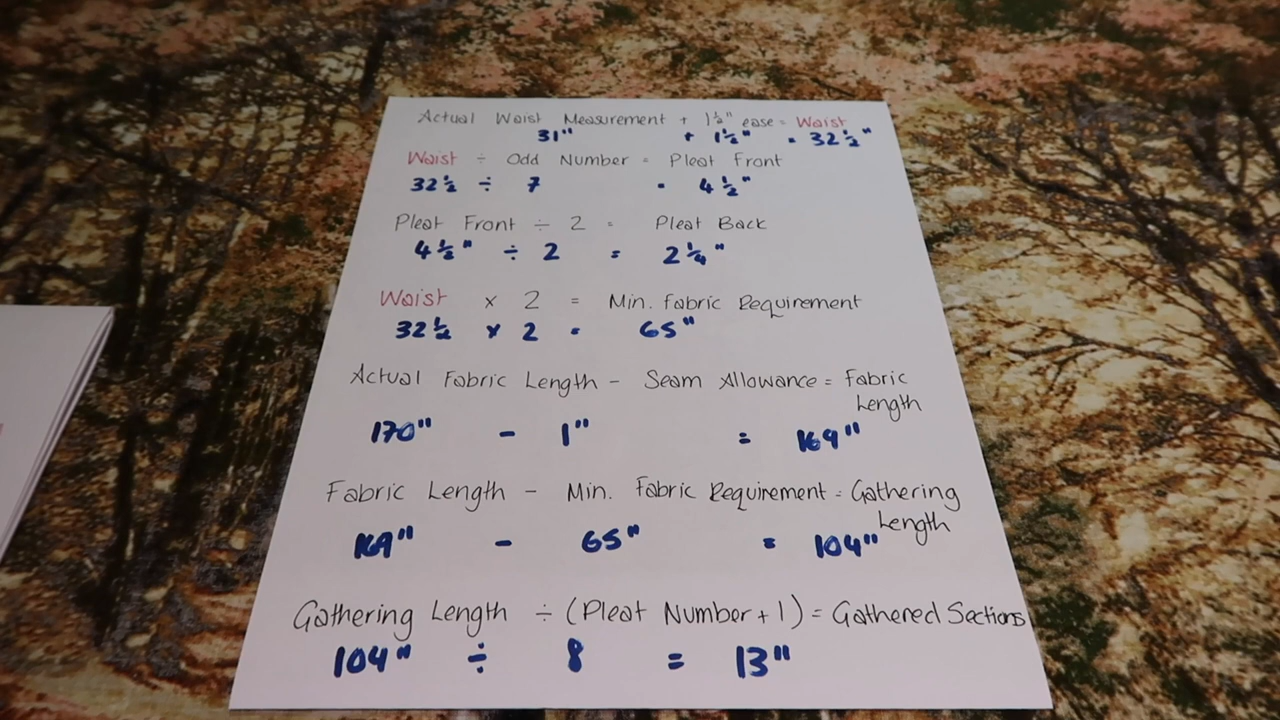 Actual Waist Measurement + 1½" ease = Waist
31" + 1½" = 32½"
Waist ÷ Odd Number = Pleat Front
32½ ÷ 7 = 4½"
Pleat Front ÷ 2 = Pleat Back
4½" ÷ 2 = 2¼"
Waist x 2 = Min. Fabric Requirement
32½ x 2 = 65"
Actual Fabric Length - Seam Allowance = Fabric
Length
170" - 1" = 169"
Fabric Length - Min. Fabric Requirement = Gathering
Length
169" - 65" = 104"
Gathering Length ÷ (Pleat Number + 1) = Gathered Sections
104" ÷ 8 = 13"